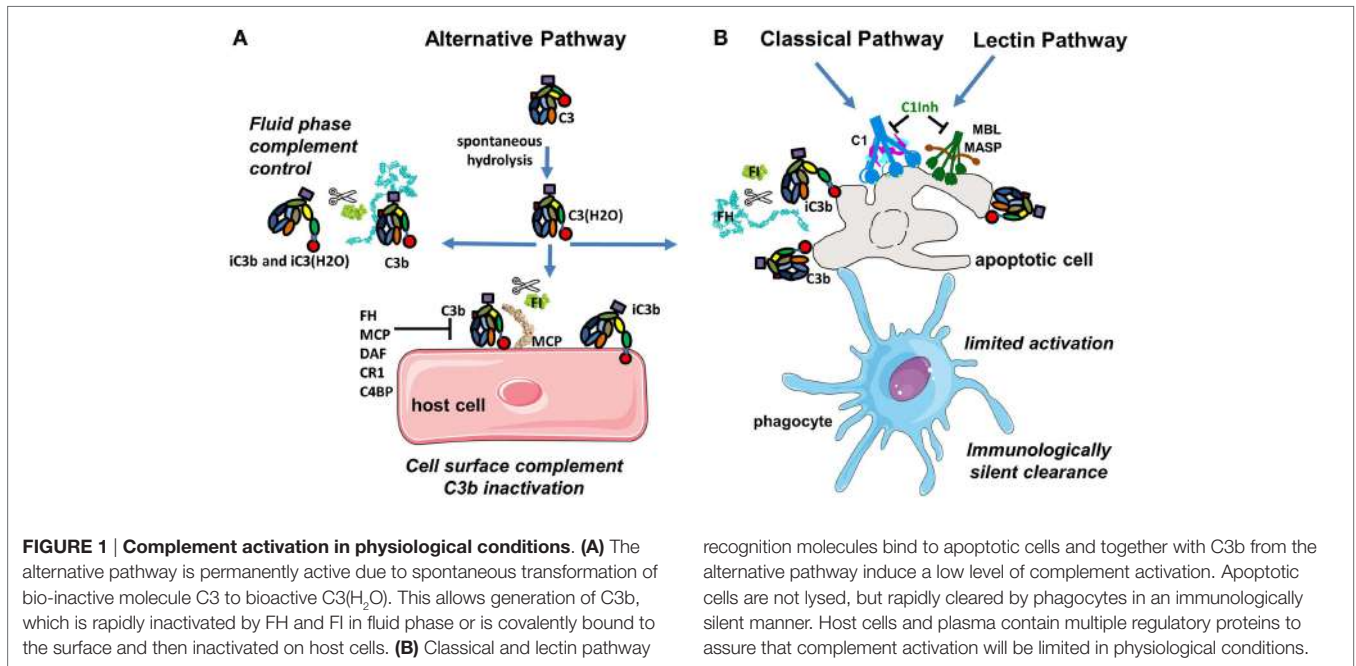 A
Alternative Pathway
C3
Fluid phase
complement
control
spontaneous
hydrolysis
FI
C3(H2O)
iC3b and iC3(H2O)
C3b
FH
MCP
DAF
CR1
C4BP
C3b
FI
MCP
iC3b
host cell
Cell surface complement
C3b inactivation
B
Classical Pathway
Lectin Pathway
C1Inh
C1
MBL
MASP
FI
FH
iC3b
C3b
apoptotic cell
limited activation
phagocyte
Immunologically
silent clearance
FIGURE 1 | Complement activation in physiological conditions. (A) The
alternative pathway is permanently active due to spontaneous transformation of
bio-inactive molecule C3 to bioactive C3(H₂O). This allows generation of C3b,
which is rapidly inactivated by FH and FI in fluid phase or is covalently bound to
the surface and then inactivated on host cells. (B) Classical and lectin pathway
recognition molecules bind to apoptotic cells and together with C3b from the
alternative pathway induce a low level of complement activation. Apoptotic
cells are not lysed, but rapidly cleared by phagocytes in an immunologically
silent manner. Host cells and plasma contain multiple regulatory proteins to
assure that complement activation will be limited in physiological conditions.